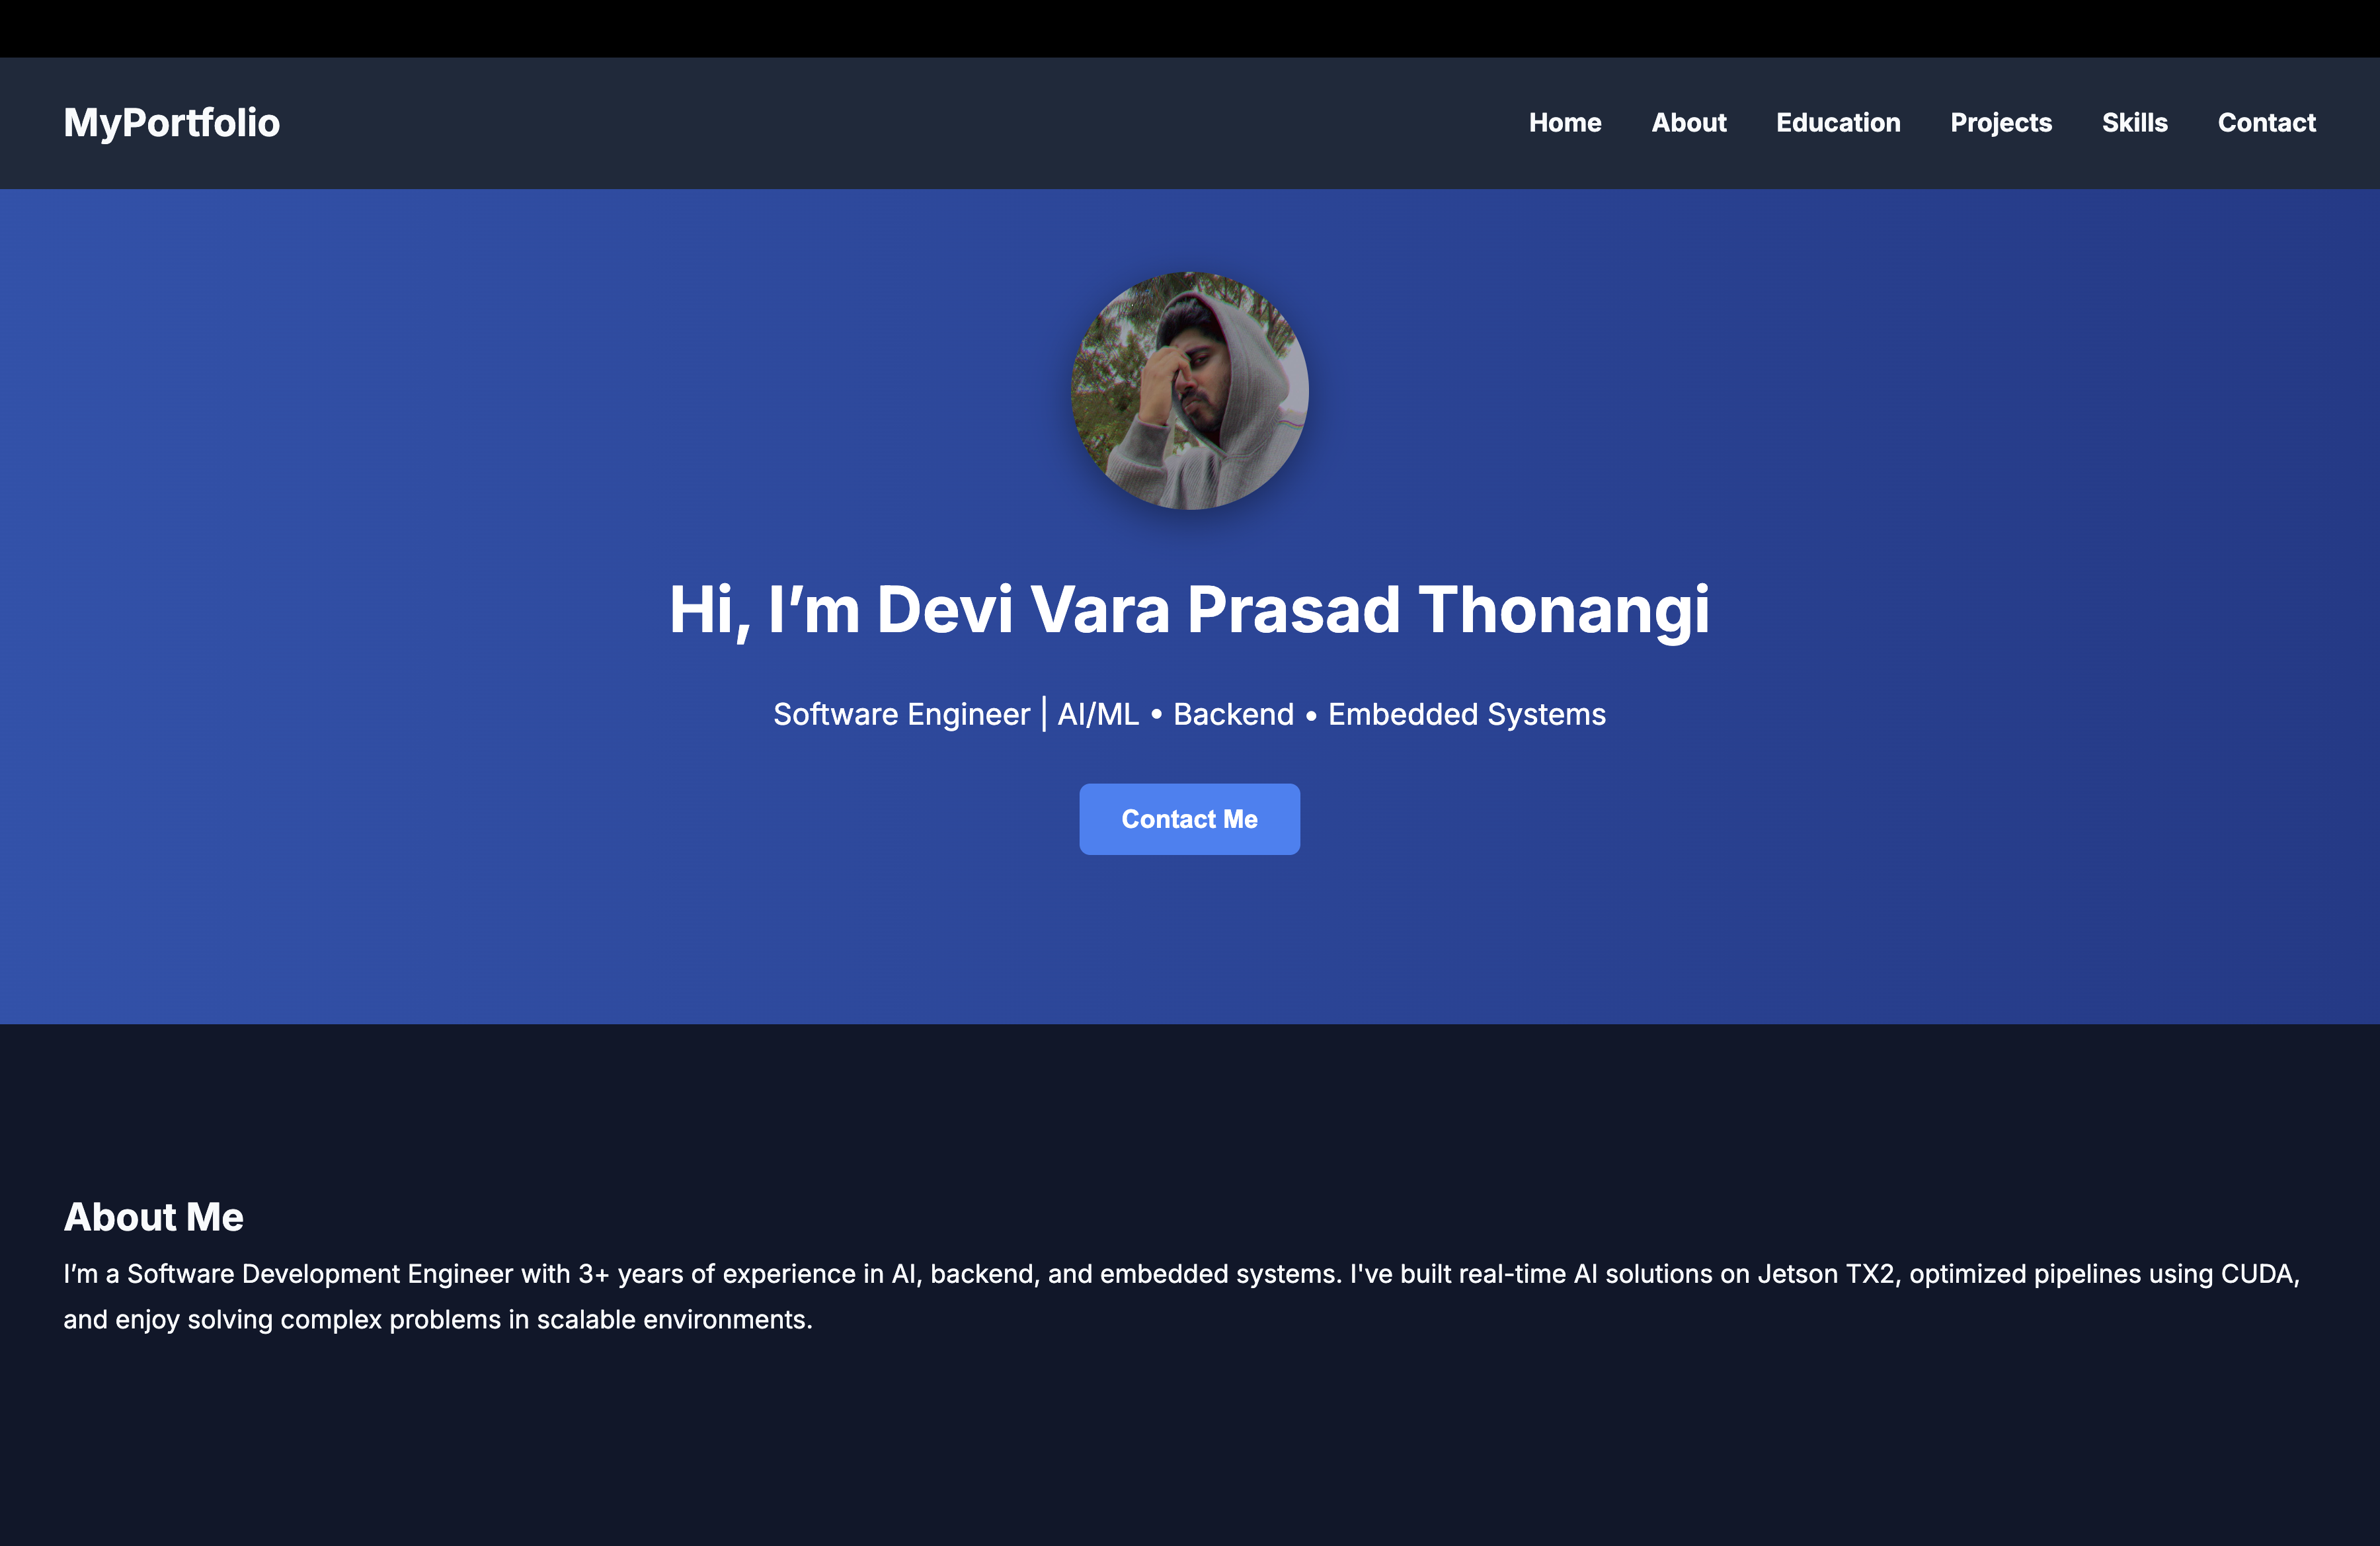 MyPortfolio
Home About Education Projects Skills Contact
Hi, I’m Devi Vara Prasad Thonangi
Software Engineer | AI/ML • Backend • Embedded Systems
Contact Me
About Me
I’m a Software Development Engineer with 3+ years of experience in AI, backend, and embedded systems. I've built real-time AI solutions on Jetson TX2, optimized pipelines using CUDA,
and enjoy solving complex problems in scalable environments.